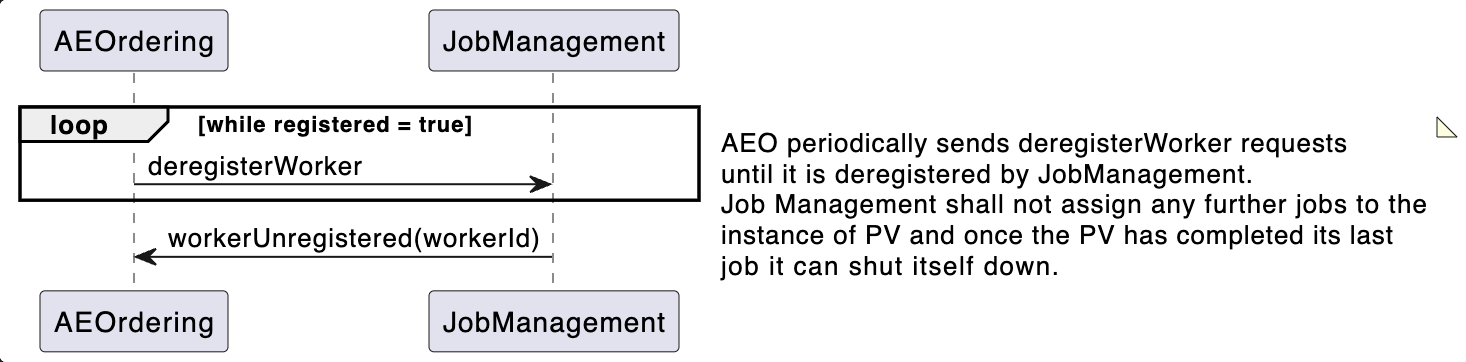 AEOrdering
JobManagement
loop
[while registered = true]
deregisterWorker
workerUnregistered(workerId)
AEO periodically sends deregisterWorker requests
until it is deregistered by JobManagement.
Job Management shall not assign any further jobs to the
instance of PV and once the PV has completed its last
job it can shut itself down.
AEOrdering
JobManagement